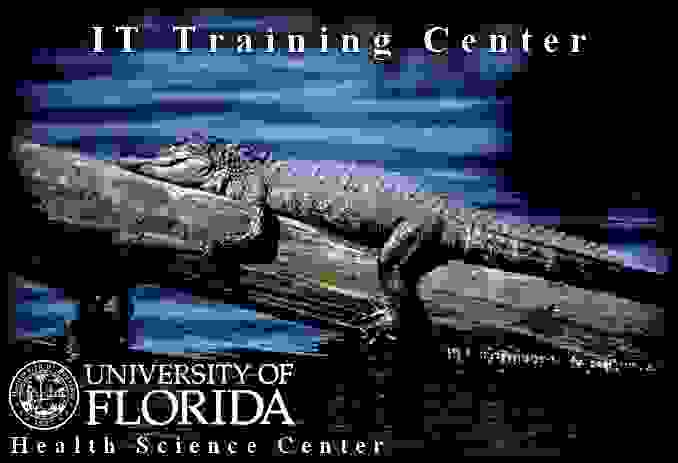 IT Training Center
UNIVERSITY OF
FLORIDA
Health Science Center